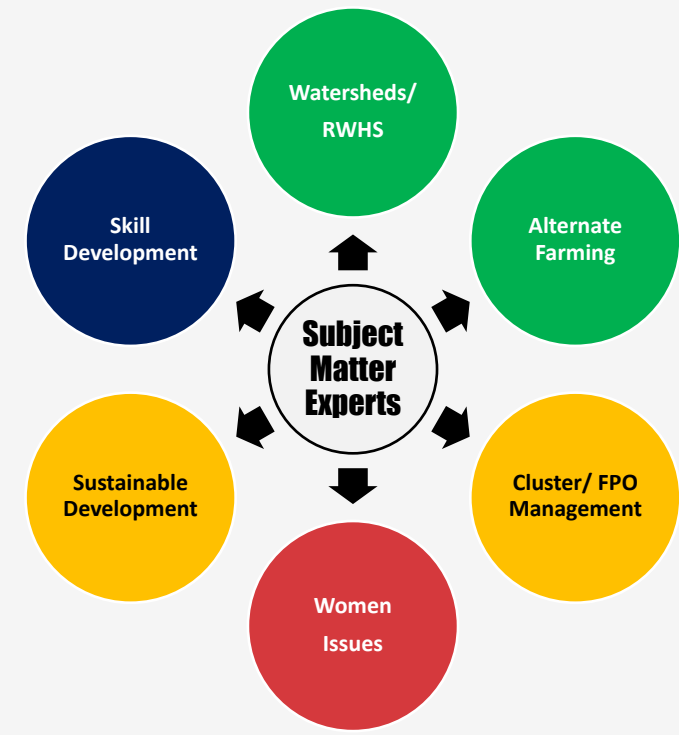 Watersheds/
RWHS
Skill
Development
Alternate
Farming
Subject
Matter
Experts
Sustainable
Development
Cluster/ FPO
Management
Women
Issues